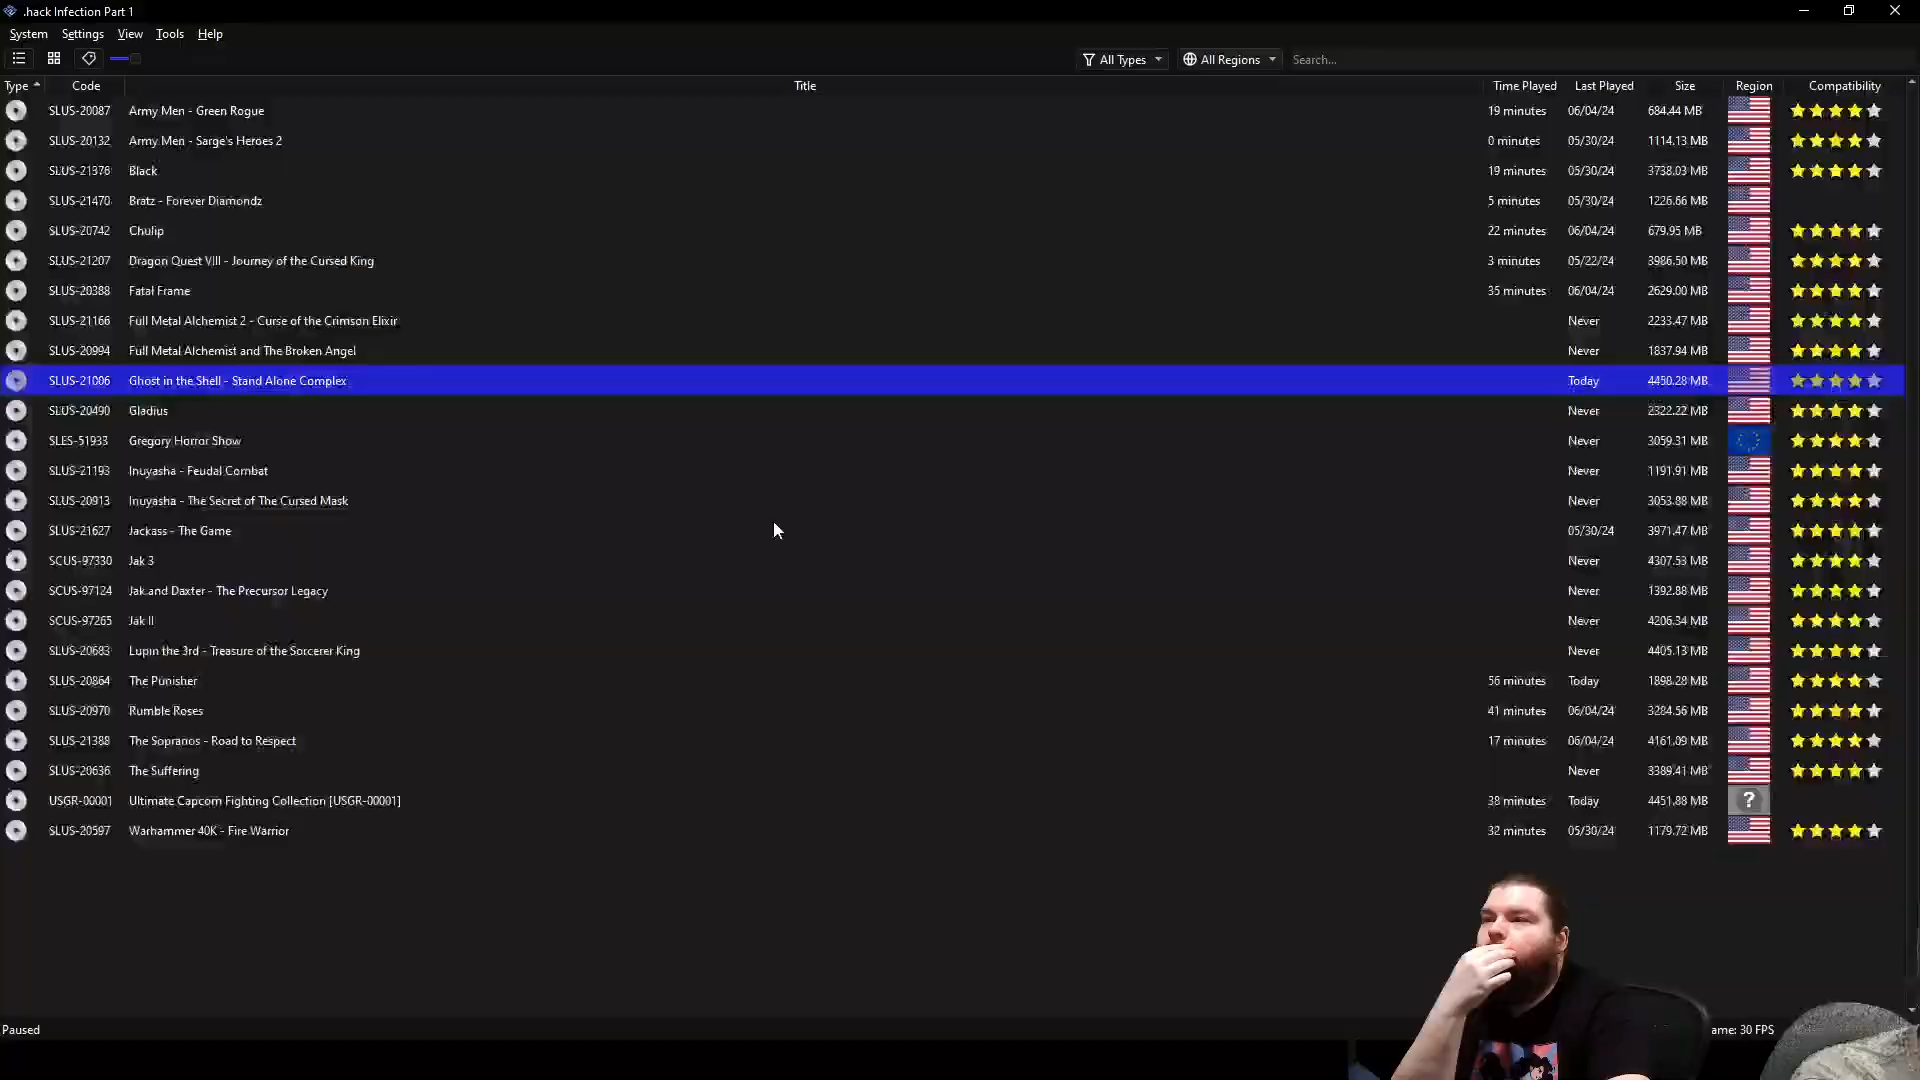 .hack Infection Part 1
System Settings View Tools Help
All Types All Regions Search...
Type Code Title Time Played Last Played Size Region Compatibility
SLUS-20087 Army Men - Green Rogue 19 minutes 06/04/24 684.44 MB
SLUS-20132 Army Men - Sarge's Heroes 2 0 minutes 05/30/24 1114.13 MB
SLUS-21376 Black 19 minutes 05/30/24 3738.03 MB
SLUS-21470 Bratz - Forever Diamondz 5 minutes 05/30/24 1226.66 MB
SLUS-20742 Chulip 22 minutes 06/04/24 679.95 MB
SLUS-21207 Dragon Quest VIII - Journey of the Cursed King 3 minutes 05/22/24 3986.50 MB
SLUS-20388 Fatal Frame 35 minutes 06/04/24 2629.00 MB
SLUS-21166 Full Metal Alchemist 2 - Curse of the Crimson Elixir Never 2233.47 MB
SLUS-20994 Full Metal Alchemist and The Broken Angel Never 1837.94 MB
SLUS-21006 Ghost in the Shell - Stand Alone Complex Today 4450.28 MB
SLUS-20490 Gladius Never 2322.22 MB
SLES-51933 Gregory Horror Show Never 3059.31 MB
SLUS-21193 Inuyasha - Feudal Combat Never 1191.91 MB
SLUS-20913 Inuyasha - The Secret of The Cursed Mask Never 3053.88 MB
SLUS-21627 Jackass - The Game 05/30/24 3971.47 MB
SCUS-97330 Jak 3 Never 4307.53 MB
SCUS-97124 Jak and Daxter - The Precursor Legacy Never 1392.88 MB
SCUS-97265 Jak II Never 4206.34 MB
SLUS-20683 Lupin the 3rd - Treasure of the Sorcerer King Never 4405.13 MB
SLUS-20864 The Punisher 56 minutes Today 1898.28 MB
SLUS-20970 Rumble Roses 41 minutes 06/04/24 3284.56 MB
SLUS-21388 The Sopranos - Road to Respect 17 minutes 06/04/24 4161.09 MB
SLUS-20636 The Suffering Never 3389.41 MB
USGR-00001 Ultimate Capcom Fighting Collection [USGR-00001] 38 minutes Today 4451.88 MB ?
SLUS-20597 Warhammer 40K - Fire Warrior 32 minutes 05/30/24 1179.72 MB
Paused ame: 30 FPS